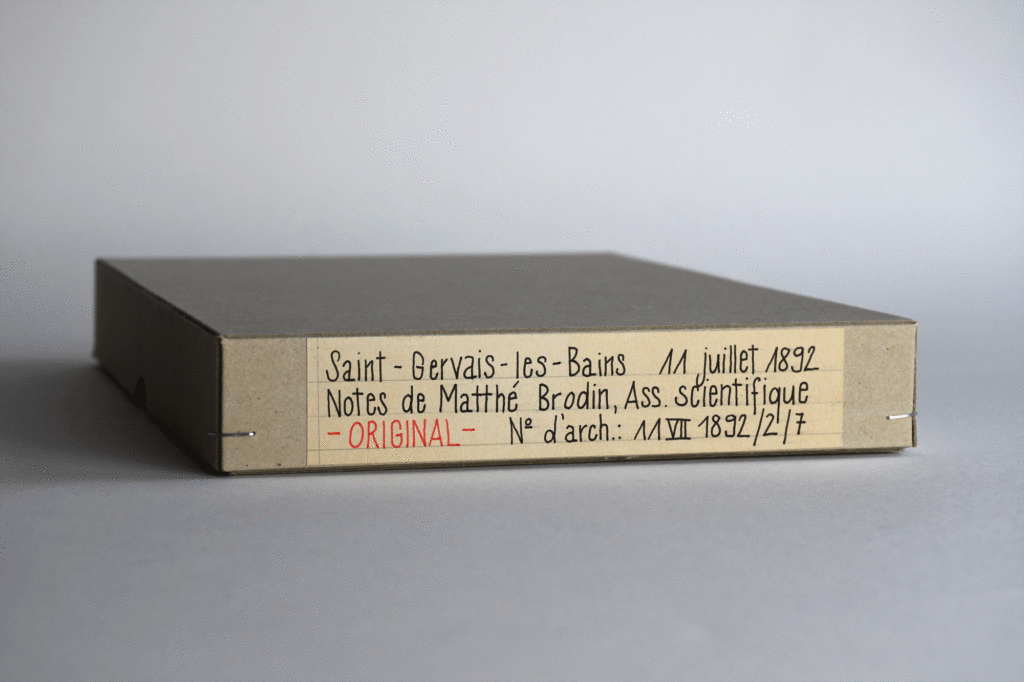 Saint-Gervais-les-Bains 11 juillet 1892
Notes de Matthé Brodin, Ass. scientifique
-ORIGINAL- Nº d'arch.: 11 VII 1892/2/7